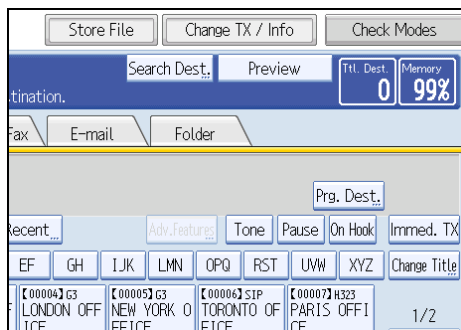 Store File Change TX / Info Check Modes
Search Dest. Preview Ttl. Dest. Memory
tination. 0 99%
Fax E-mail Folder
Prg. Dest.
Recent Adv.Features Tone Pause On Hook Immed. TX
EF GH IJK LMN OPQ RST UVW XYZ Change Title
【00004】G3 【00005】G3 【00006】SIP 【00007】H323
F LONDON OFF NEW YORK O TORONTO OF PARIS OFFI 1/2
ICE FFICE FICE CE